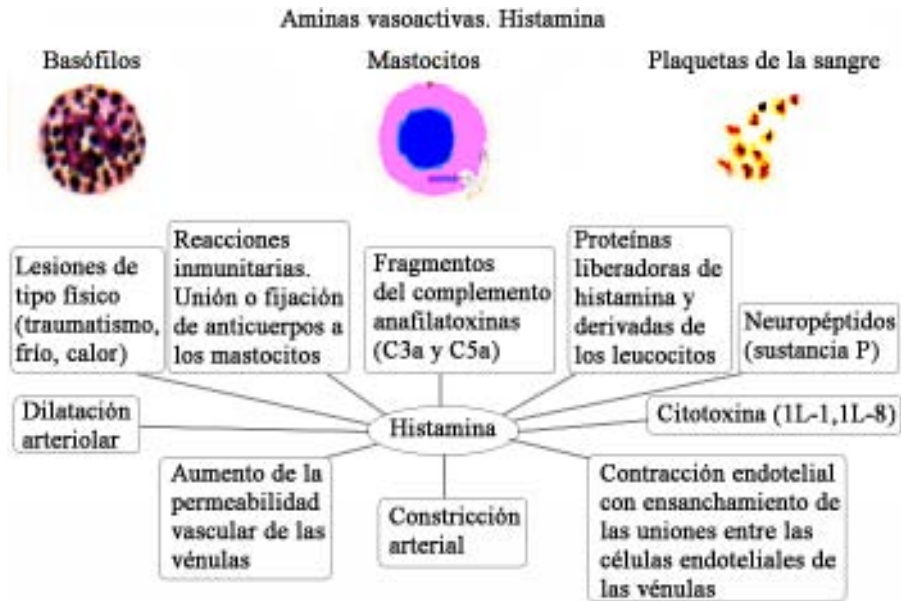 Aminas vasoactivas. Histamina
Basófilos
Mastocitos
Plaquetas de la sangre
Lesiones de
tipo físico
(traumatismo,
frío, calor)
Reacciones
inmunitarias.
Unión o fijación
de anticuerpos a
los mastocitos
Fragmentos
del complemento
anafilatoxinas
(C3a y C5a)
Proteínas
liberadoras de
histamina y
derivadas de
los leucocitos
Neuropéptidos
(sustancia P)
Dilatación
arteriolar
Histamina
Citotoxina (1L-1,1L-8)
Aumento de la
permeabilidad
vascular de las
vénulas
Constricción
arterial
Contracción endotelial
con ensanchamiento de
las uniones entre las
células endoteliales de
las vénulas